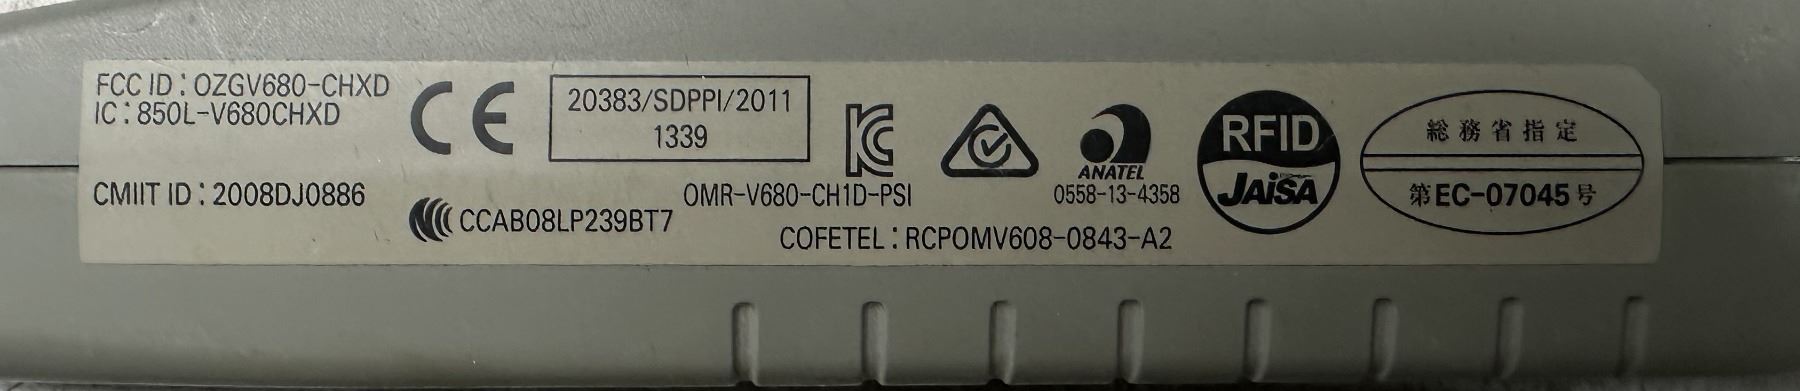 FCC ID : OZGV680-CHXD
IC : 850L-V680CHXD
CMIIT ID : 2008DJ0886
CE
20383/SDPPI/2011
1339
CCAB08LP239BT7
KC
OMR-V680-CH1D-PSI
ANATEL
0558-13-4358
COFETEL : RCPOMV608-0843-A2
RFID
JAISA
総務省指定
第EC-07045号